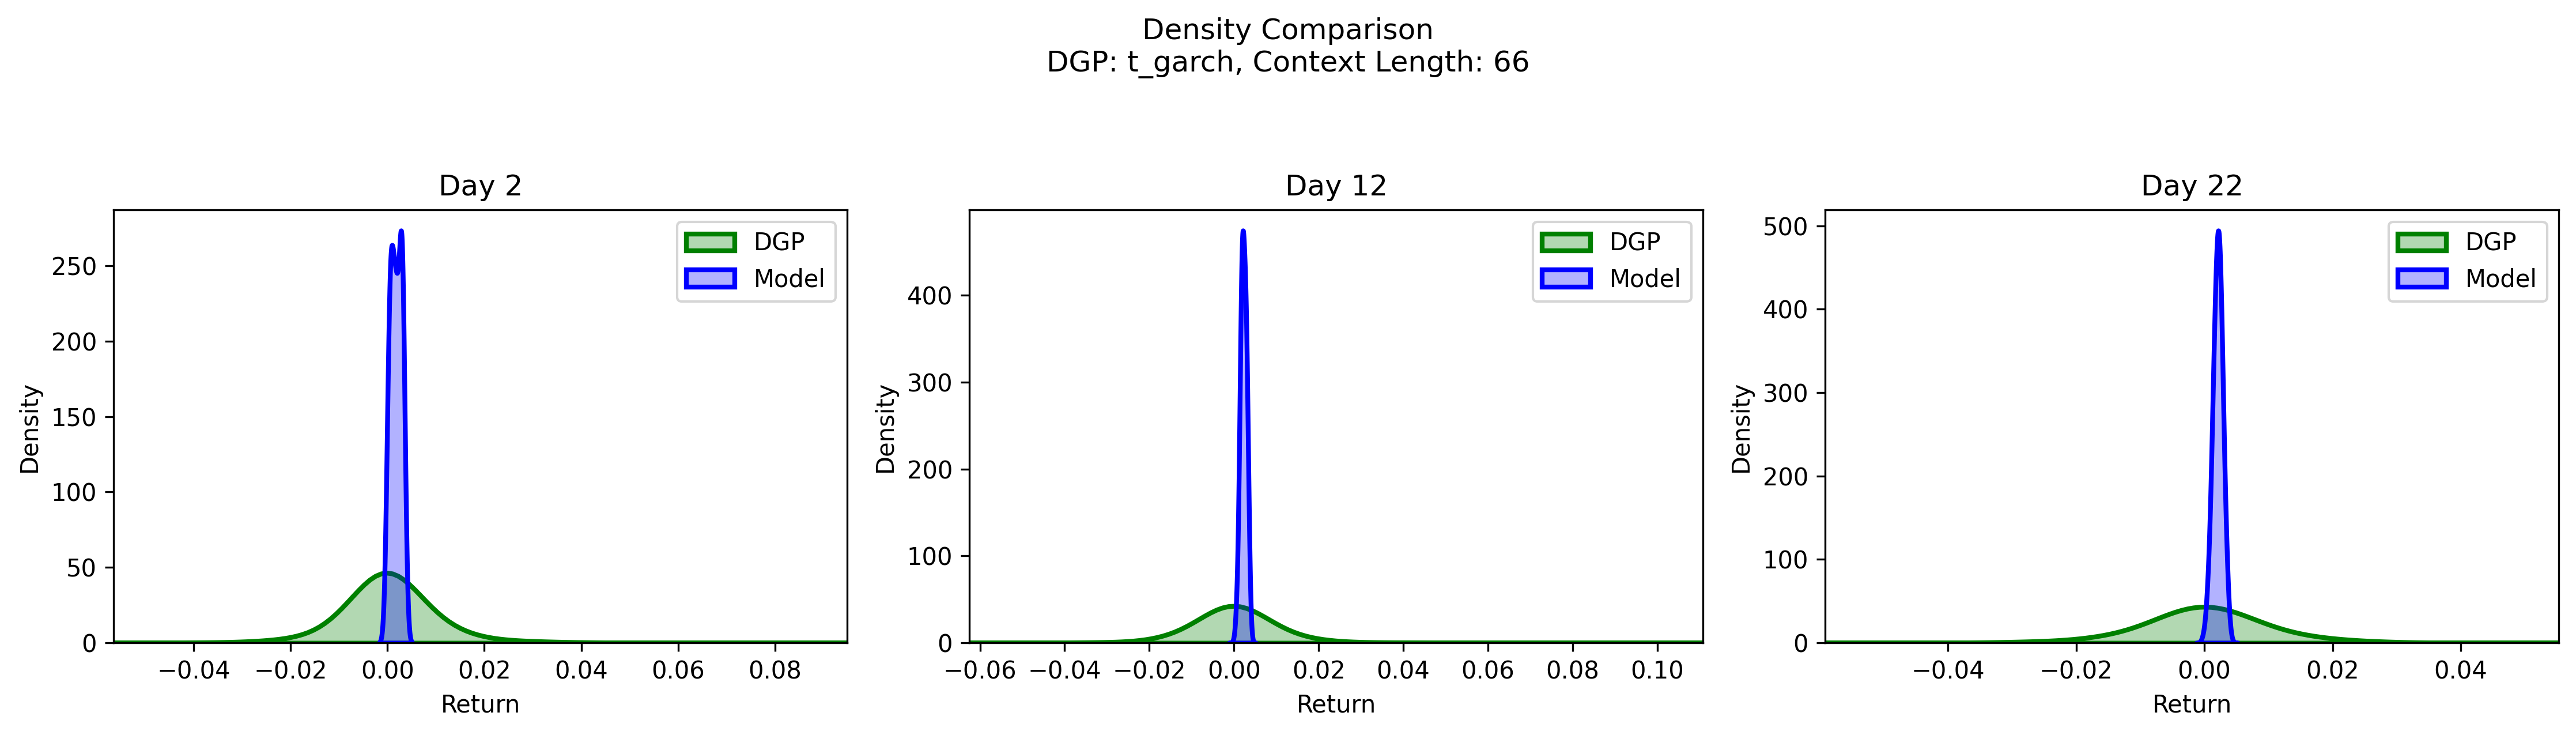 Density Comparison
DGP: t_garch, Context Length: 66
Day 2
Density
250
200
150
100
50
0
−0.04 −0.02 0.00 0.02 0.04 0.06 0.08
Return
DGP
Model
Day 12
Density
400
300
200
100
0
−0.06 −0.04 −0.02 0.00 0.02 0.04 0.06 0.08 0.10
Return
DGP
Model
Day 22
Density
500
400
300
200
100
0
−0.04 −0.02 0.00 0.02 0.04
Return
DGP
Model